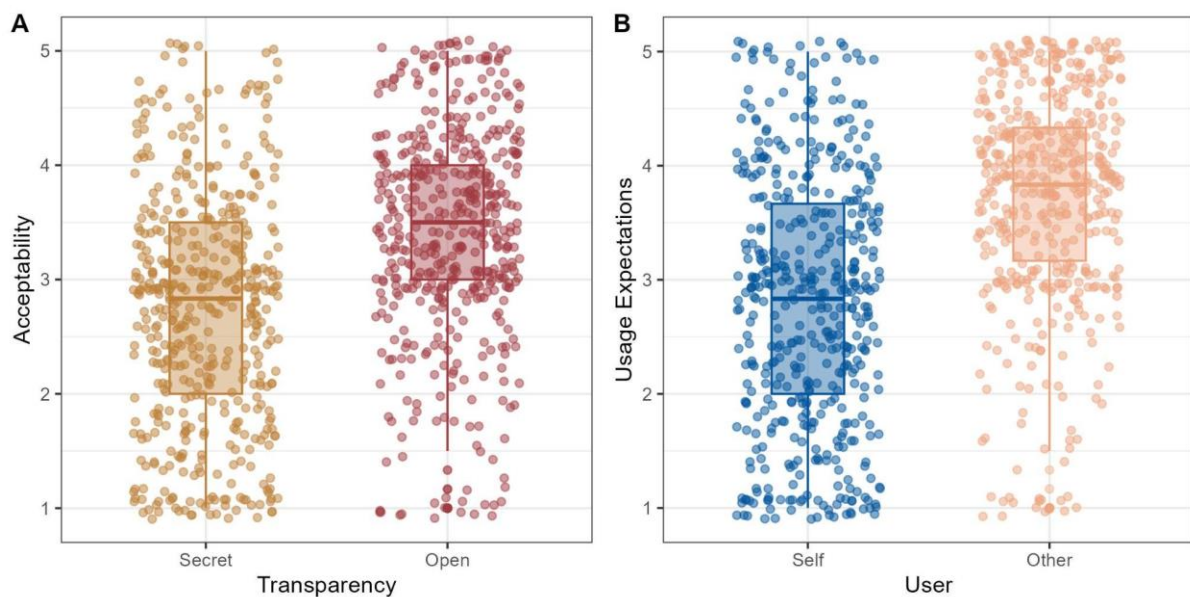 A
Acceptability
5
4
3
2
1
Secret
Open
Transparency
B
Usage Expectations
5
4
3
2
1
Self
Other
User